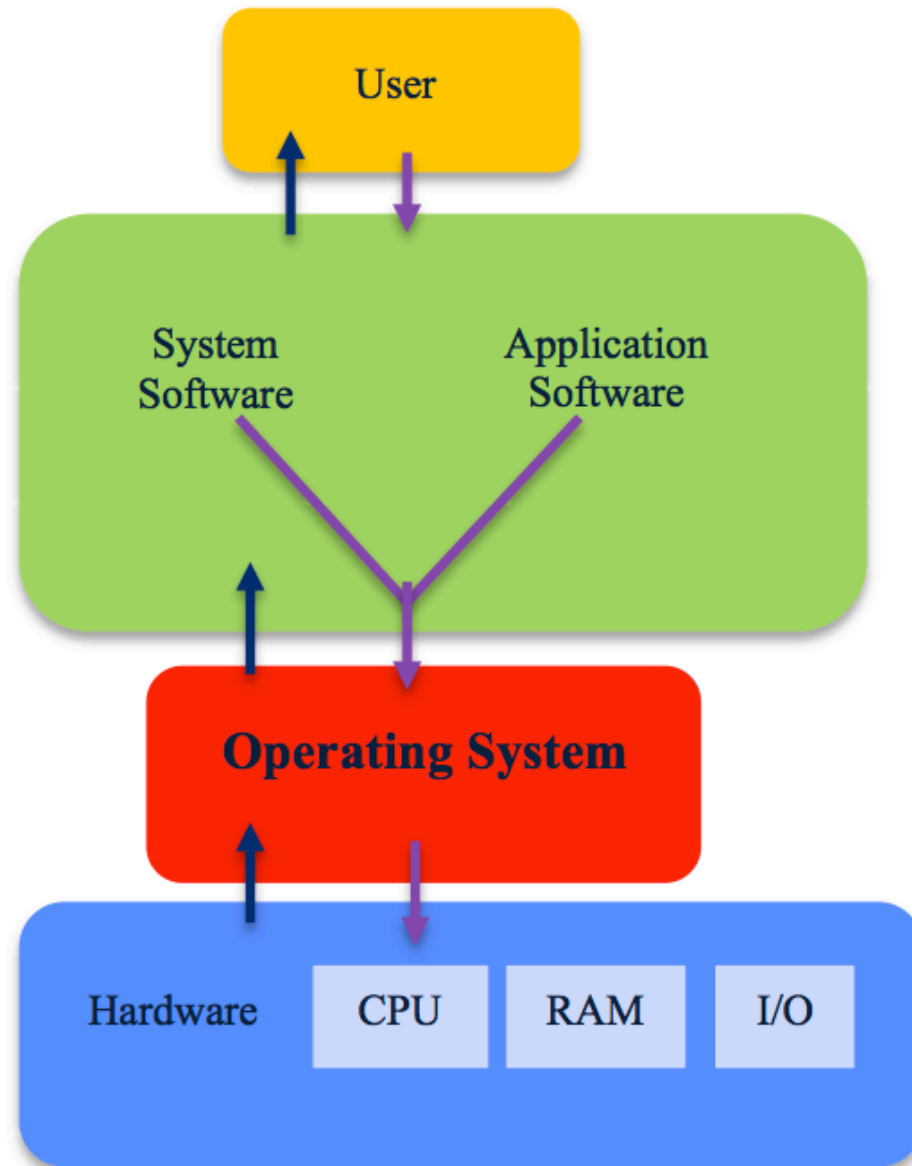 User
System
Software
Application
Software
Operating System
Hardware
CPU
RAM
I/O